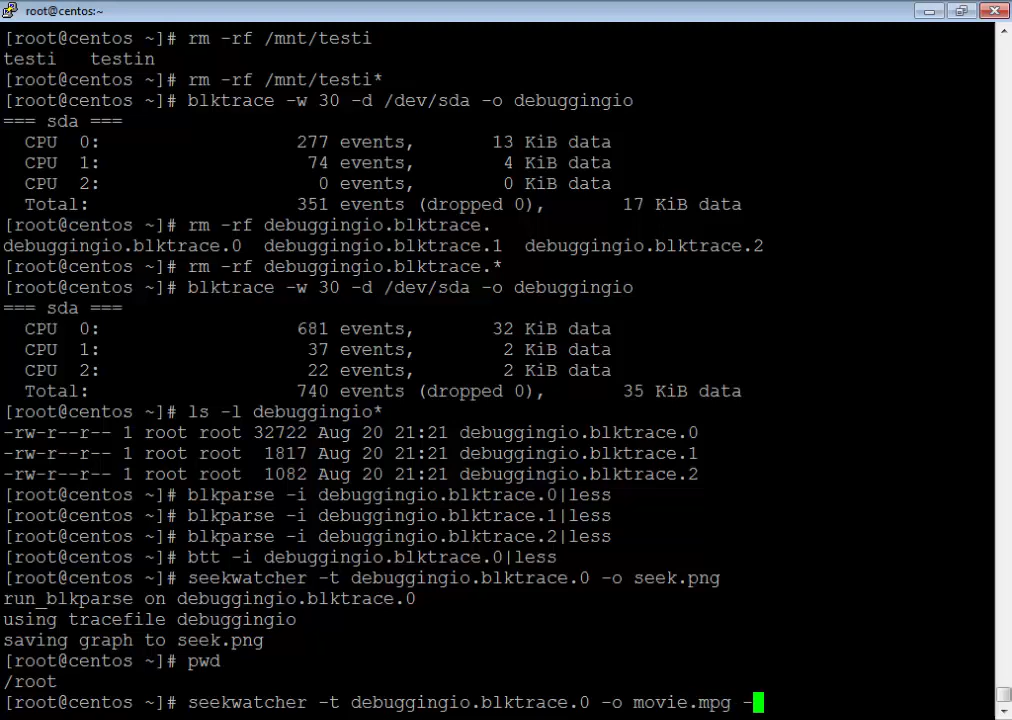 root@centos:~
[root@centos ~]# rm -rf /mnt/testi
testi   testin
[root@centos ~]# rm -rf /mnt/testi*
[root@centos ~]# blktrace -w 30 -d /dev/sda -o debuggingio
=== sda ===
  CPU  0:                  277 events,       13 KiB data
  CPU  1:                   74 events,        4 KiB data
  CPU  2:                    0 events,        0 KiB data
  Total:                   351 events (dropped 0),       17 KiB data
[root@centos ~]# rm -rf debuggingio.blktrace.
debuggingio.blktrace.0  debuggingio.blktrace.1  debuggingio.blktrace.2
[root@centos ~]# rm -rf debuggingio.blktrace.*
[root@centos ~]# blktrace -w 30 -d /dev/sda -o debuggingio
=== sda ===
  CPU  0:                  681 events,       32 KiB data
  CPU  1:                   37 events,        2 KiB data
  CPU  2:                   22 events,        2 KiB data
  Total:                   740 events (dropped 0),       35 KiB data
[root@centos ~]# ls -l debuggingio*
-rw-r--r-- 1 root root 32722 Aug 20 21:21 debuggingio.blktrace.0
-rw-r--r-- 1 root root  1817 Aug 20 21:21 debuggingio.blktrace.1
-rw-r--r-- 1 root root  1082 Aug 20 21:21 debuggingio.blktrace.2
[root@centos ~]# blkparse -i debuggingio.blktrace.0|less
[root@centos ~]# blkparse -i debuggingio.blktrace.1|less
[root@centos ~]# blkparse -i debuggingio.blktrace.2|less
[root@centos ~]# btt -i debuggingio.blktrace.0|less
[root@centos ~]# seekwatcher -t debuggingio.blktrace.0 -o seek.png
run_blkparse on debuggingio.blktrace.0
using tracefile debuggingio
saving graph to seek.png
[root@centos ~]# pwd
/root
[root@centos ~]# seekwatcher -t debuggingio.blktrace.0 -o movie.mpg -